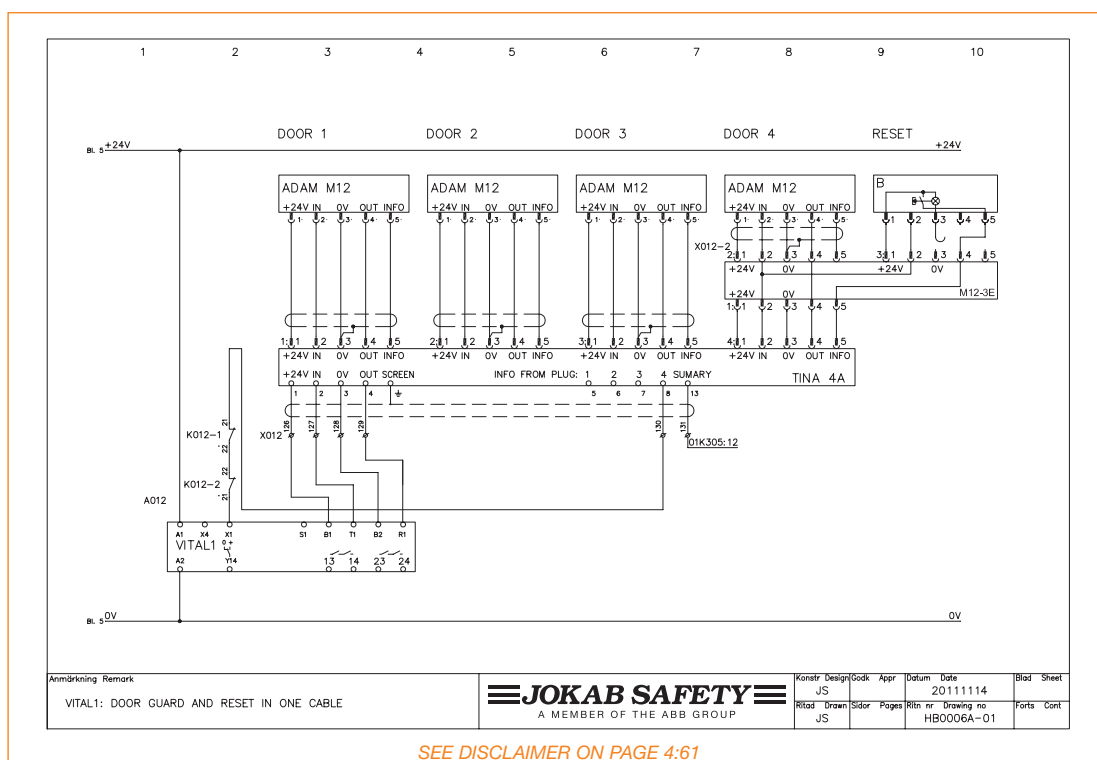 1 2 3 4 5 6 7 8 9 10
DOOR 1 DOOR 2 DOOR 3 DOOR 4 RESET
Bl. 5 +24V +24V
ADAM M12 ADAM M12 ADAM M12 ADAM M12 B
+24V IN 0V OUT INFO +24V IN 0V OUT INFO +24V IN 0V OUT INFO +24V IN 0V OUT INFO
1 2 3 4 5 1 2 3 4 5 1 2 3 4 5 1 2 3 4 5 1 2 3 4 5
X012-2
2: 1 2 3 4 5 3: 1 2 3 4 5
+24V 0V +24V 0V
M12-3E
+24V 0V
1: 1 2 3 4 5
1: 1 2 3 4 5 2: 1 2 3 4 5 3: 1 2 3 4 5 4: 1 2 3 4 5
+24V IN 0V OUT INFO +24V IN 0V OUT INFO +24V IN 0V OUT INFO +24V IN 0V OUT INFO
+24V IN 0V OUT SCREEN INFO FROM PLUG: 1 2 3 4 SUMARY TINA 4A
1 2 3 4 5 6 7 8 13
X012 126 127 128 129 130 131
01K305:12
21
K012-1
22
22
K012-2
21
A012
A1 X4 X1 S1 B1 T1 B2 R1
VITAL1 0 +
A2 Y14 13 14 23 24
Bl. 5 0V 0V
Anmärkning Remark
VITAL1: DOOR GUARD AND RESET IN ONE CABLE
JOKAB SAFETY
A MEMBER OF THE ABB GROUP
Konstr Design Godk Appr Datum Date Blad Sheet
JS 20111114
Ritad Drawn Sidor Pages Ritn nr Drawing no Forts Cont
JS HB0006A-01
SEE DISCLAIMER ON PAGE 4:61